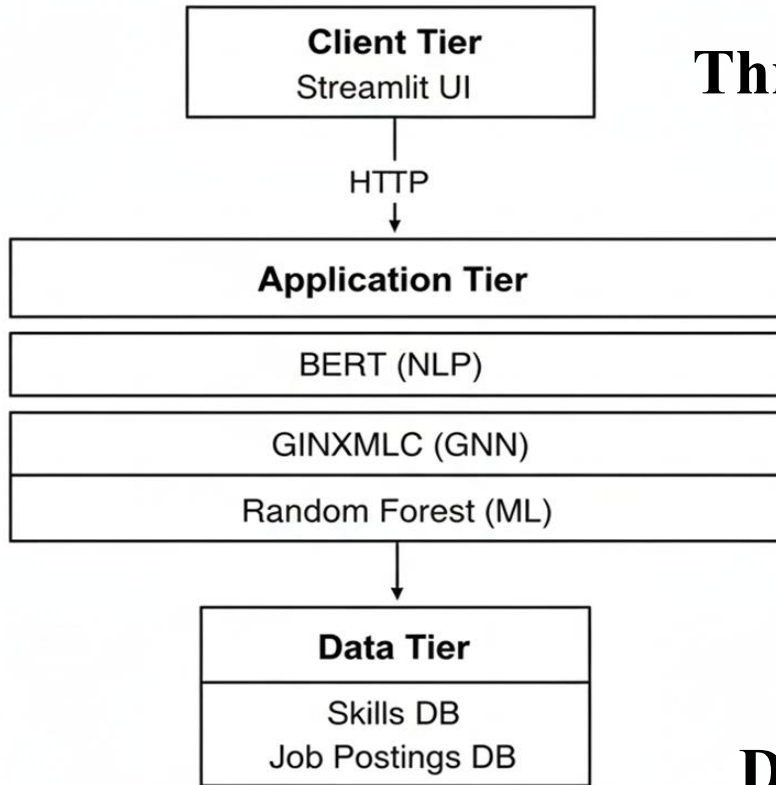 Client Tier
Streamlit UI
HTTP
Application Tier
BERT (NLP)
GINXMLC (GNN)
Random Forest (ML)
Data Tier
Skills DB
Job Postings DB